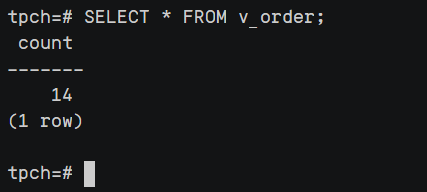 tpch=# SELECT * FROM v_order;
 count
-------
    14
(1 row)
tpch=#